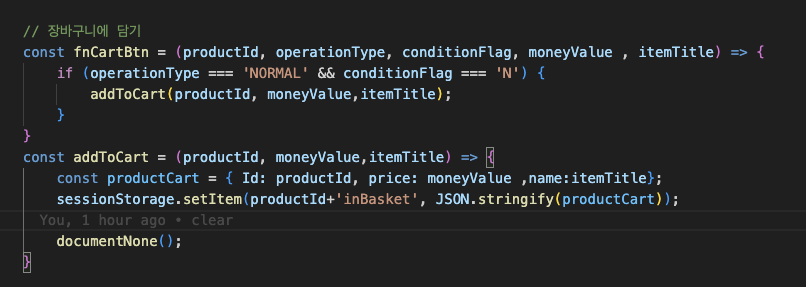 // 장바구니에 담기
const fnCartBtn = (productId, operationType, conditionFlag, moneyValue , itemTitle) => {
if (operationType === 'NORMAL' && conditionFlag === 'N') {
addToCart(productId, moneyValue,itemTitle);
}
}
const addToCart = (productId, moneyValue,itemTitle) => {
const productCart = { Id: productId, price: moneyValue ,name:itemTitle};
sessionStorage.setItem(productId+'inBasket', JSON.stringify(productCart));
You, 1 hour ago • clear
documentNone();
}